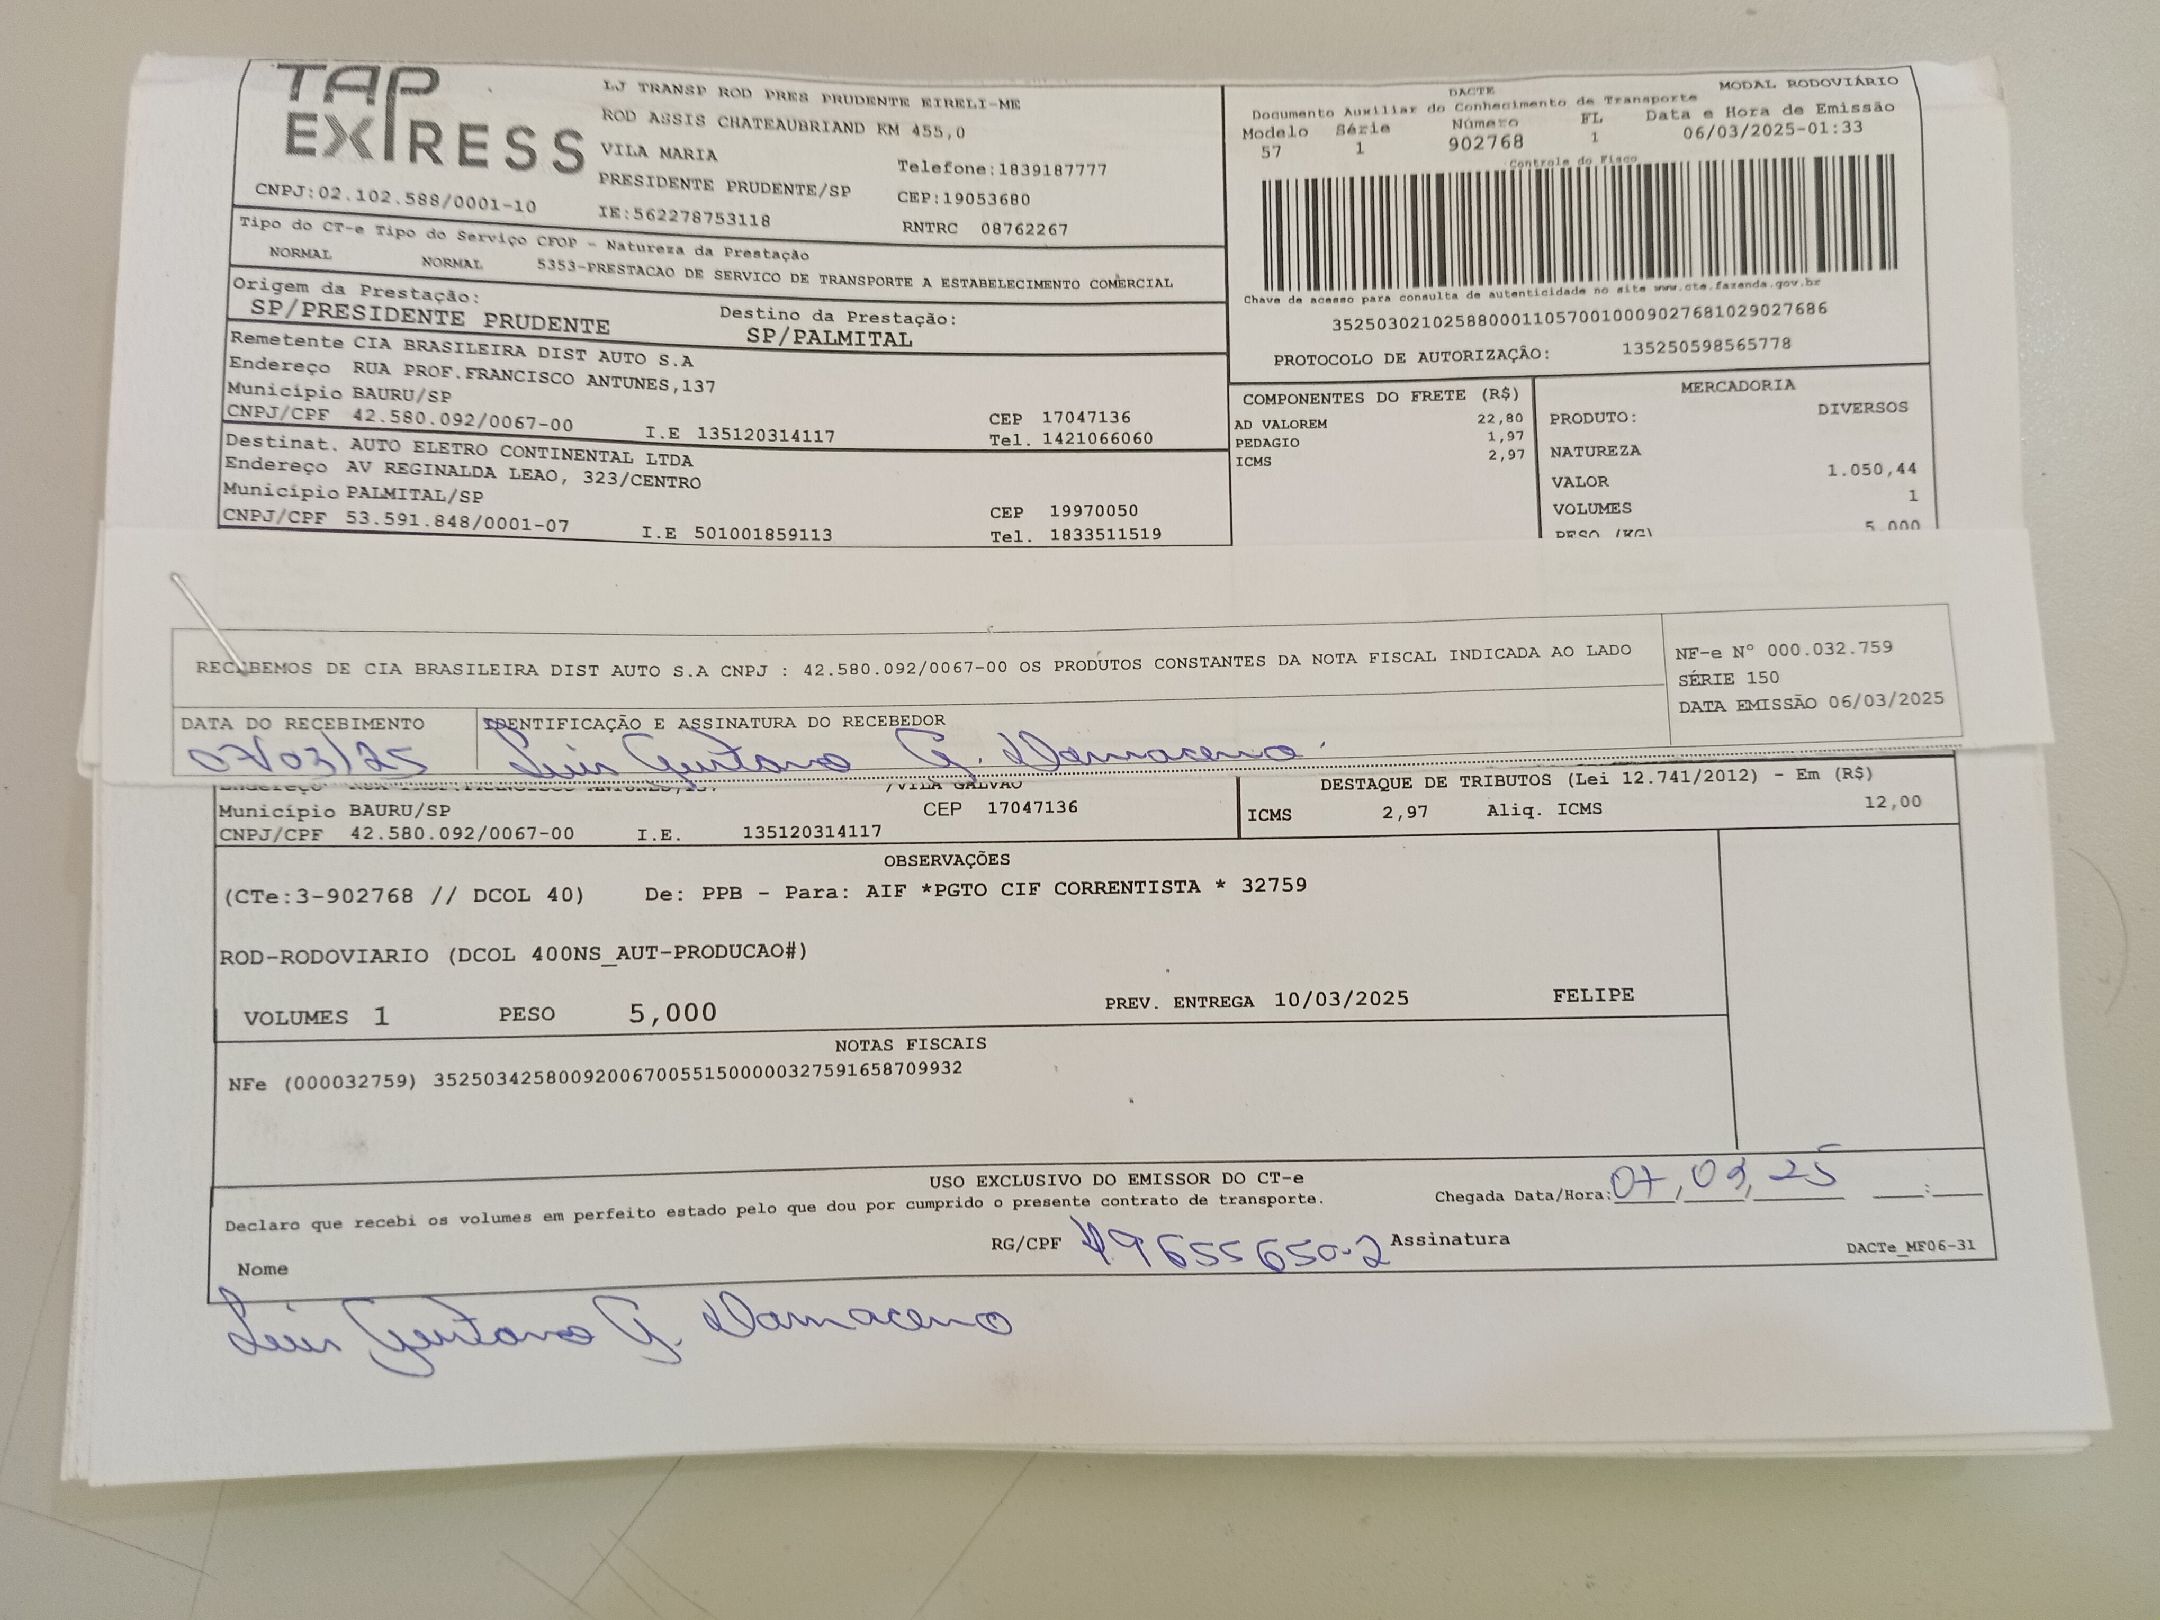 TAP
EXPRESS
LJ TRANSP ROD PRES PRUDENTE EIRELI-ME
ROD ASSIS CHATEAUBRIAND KM 455,0
VILA MARIA
Telefone:1839187777
PRESIDENTE PRUDENTE/SP
CEP:19053680
CNPJ:02.102.588/0001-10
IE:562278753118
RNTRC 08762267
DACTE
MODAL RODOVIÁRIO
Documento Auxiliar do Conhecimento de Transporte
Modelo Série Número FL Data e Hora de Emissão
57 1 902768 1 06/03/2025-01:33
Controle do Fisco
Chave de acesso para consulta de autenticidade no site www.cte.fazenda.gov.br
35250302102588000110570010009027681029027686
PROTOCOLO DE AUTORIZAÇÃO: 135250598565778
Tipo do CT-e Tipo do Serviço CFOP - Natureza da Prestação
NORMAL NORMAL 5353-PRESTACAO DE SERVICO DE TRANSPORTE A ESTABELECIMENTO COMERCIAL
Origem da Prestação: Destino da Prestação:
SP/PRESIDENTE PRUDENTE SP/PALMITAL
Remetente CIA BRASILEIRA DIST AUTO S.A
Endereço RUA PROF.FRANCISCO ANTUNES,137
Município BAURU/SP CEP 17047136
CNPJ/CPF 42.580.092/0067-00 I.E 135120314117 Tel. 1421066060
Destinat. AUTO ELETRO CONTINENTAL LTDA
Endereço AV REGINALDA LEAO, 323/CENTRO
Município PALMITAL/SP CEP 19970050
CNPJ/CPF 53.591.848/0001-07 I.E 501001859113 Tel. 1833511519
COMPONENTES DO FRETE (R$)
AD VALOREM 22,80
PEDAGIO 1,97
ICMS 2,97
MERCADORIA
PRODUTO: DIVERSOS
NATUREZA
VALOR 1.050,44
VOLUMES 1
PESO (KG) 5,000
RECEBEMOS DE CIA BRASILEIRA DIST AUTO S.A CNPJ : 42.580.092/0067-00 OS PRODUTOS CONSTANTES DA NOTA FISCAL INDICADA AO LADO
NF-e Nº 000.032.759
SÉRIE 150
DATA EMISSÃO 06/03/2025
DATA DO RECEBIMENTO IDENTIFICAÇÃO E ASSINATURA DO RECEBEDOR
07/03/25 Luis Gustavo G. Damaceno
/VILA GALVAO
Município BAURU/SP CEP 17047136
CNPJ/CPF 42.580.092/0067-00 I.E. 135120314117
DESTAQUE DE TRIBUTOS (Lei 12.741/2012) - Em (R$)
ICMS 2,97 Aliq. ICMS 12,00
OBSERVAÇÕES
(CTe:3-902768 // DCOL 40) De: PPB - Para: AIF *PGTO CIF CORRENTISTA * 32759
ROD-RODOVIARIO (DCOL 400NS_AUT-PRODUCAO#)
VOLUMES 1 PESO 5,000 PREV. ENTREGA 10/03/2025 FELIPE
NOTAS FISCAIS
NFe (000032759) 35250342580092006700551500000327591658709932
USO EXCLUSIVO DO EMISSOR DO CT-e
Declaro que recebi os volumes em perfeito estado pelo que dou por cumprido o presente contrato de transporte. Chegada Data/Hora: 07,03,25 :
Nome RG/CPF 49655650-2 Assinatura DACTe_MF06-31
Luis Gustavo G. Damaceno